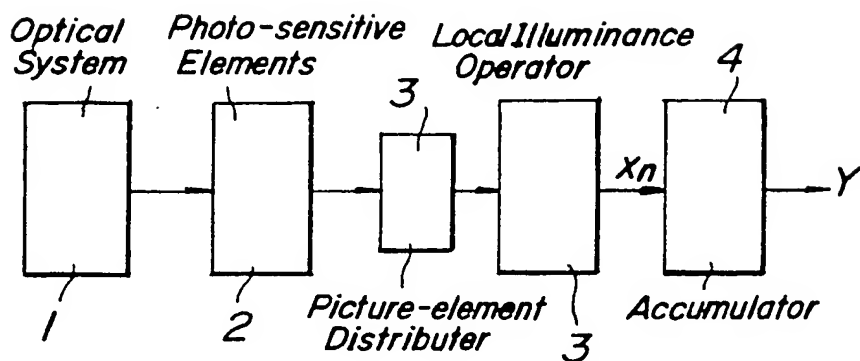 Optical
System
Photo-sensitive
Elements
Local Illuminance
Operator
3
4
Xn
Y
1
2
Picture-element
Distributer
3
Accumulator